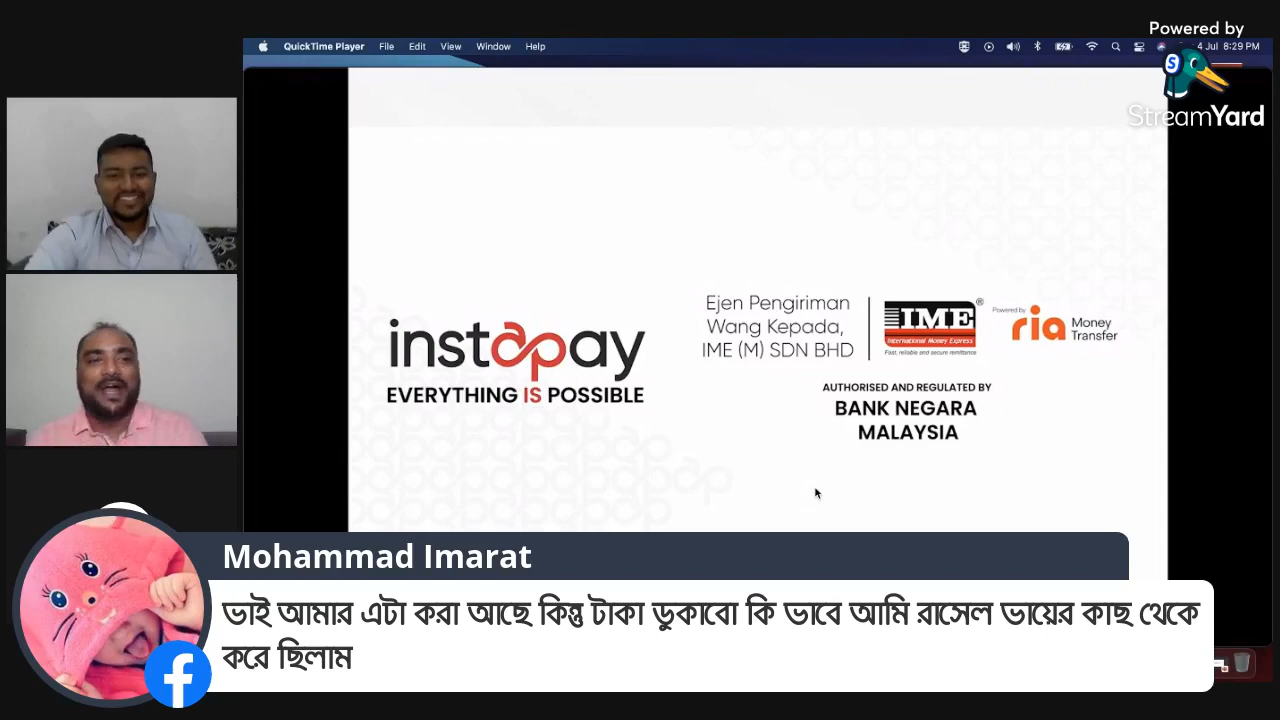 Powered by
StreamYard
QuickTime Player File Edit View Window Help
4 Jul 8:29 PM
instapay
EVERYTHING IS POSSIBLE
Ejen Pengiriman
Wang Kepada,
IME (M) SDN BHD
IME®
International Money Express
Fast, reliable and secure remittance
Powered by
ria Money
Transfer
AUTHORISED AND REGULATED BY
BANK NEGARA
MALAYSIA
Mohammad Imarat
ভাই আমার এটা করা আছে কিন্তু টাকা ডুকাবো কি ভাবে আমি রাসেল ভায়ের কাছ থেকে
করে ছিলাম